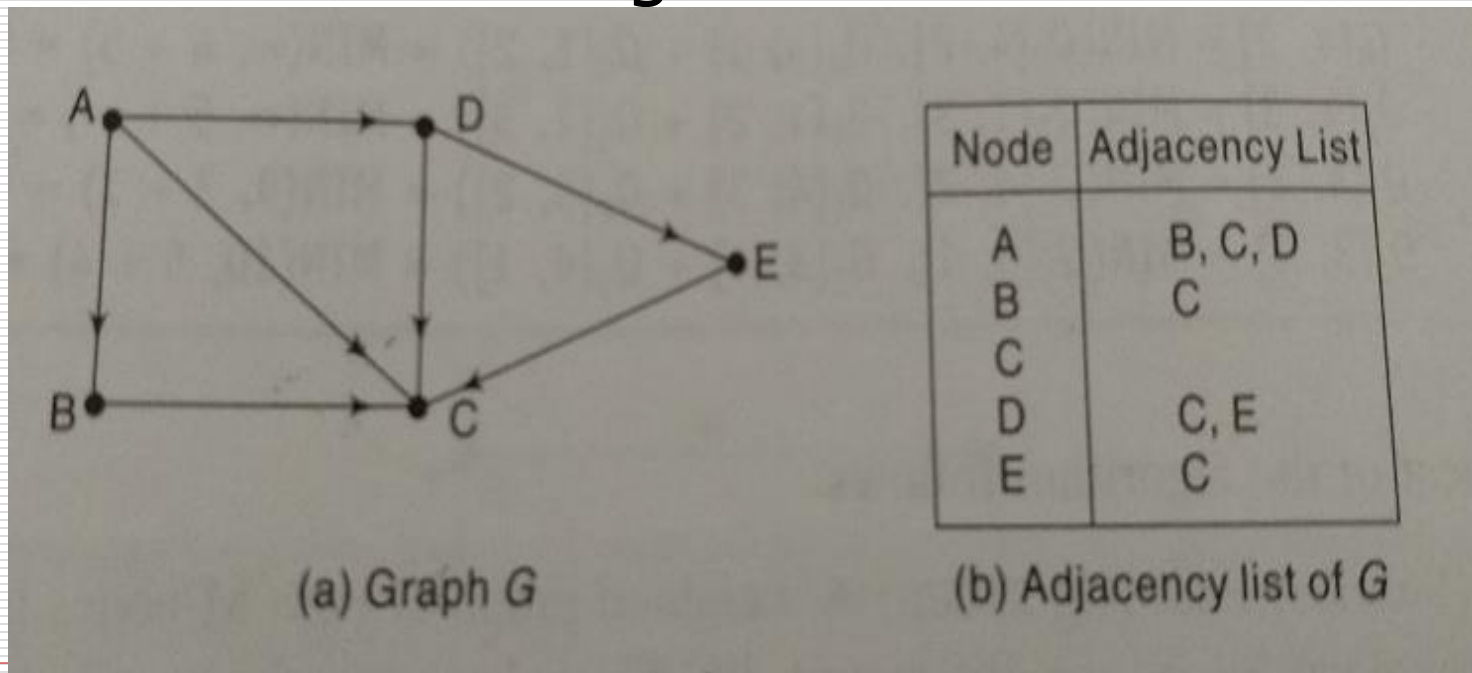 A
D
E
B
C
Node Adjacency List
A B, C, D
B C
C
D C, E
E C
(a) Graph G
(b) Adjacency list of G